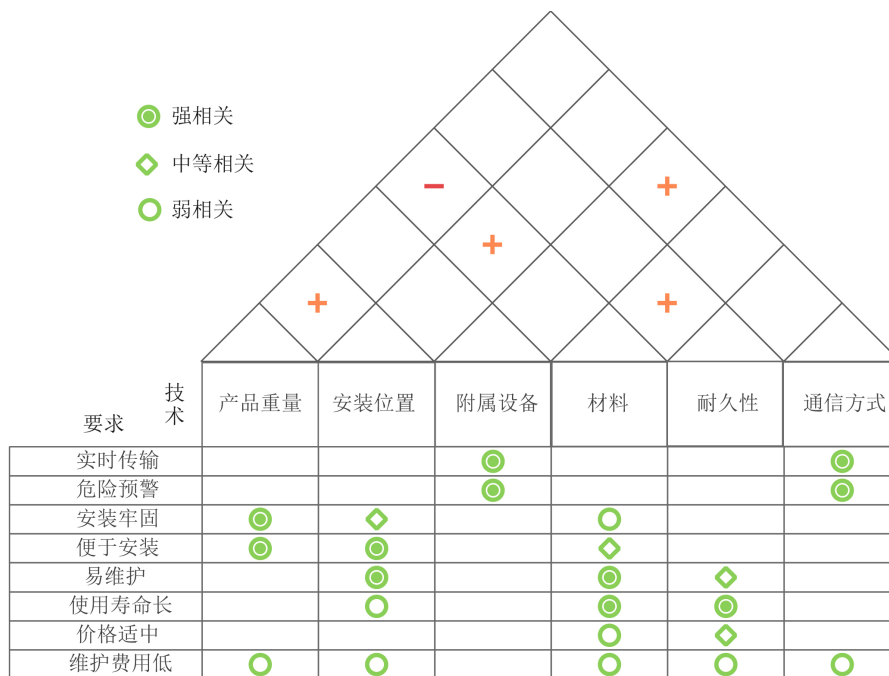 强相关
中等相关
弱相关
−
+
+
+
+
技术
要求
产品重量 安装位置 附属设备 材料 耐久性 通信方式
实时传输
危险预警
安装牢固
便于安装
易维护
使用寿命长
价格适中
维护费用低